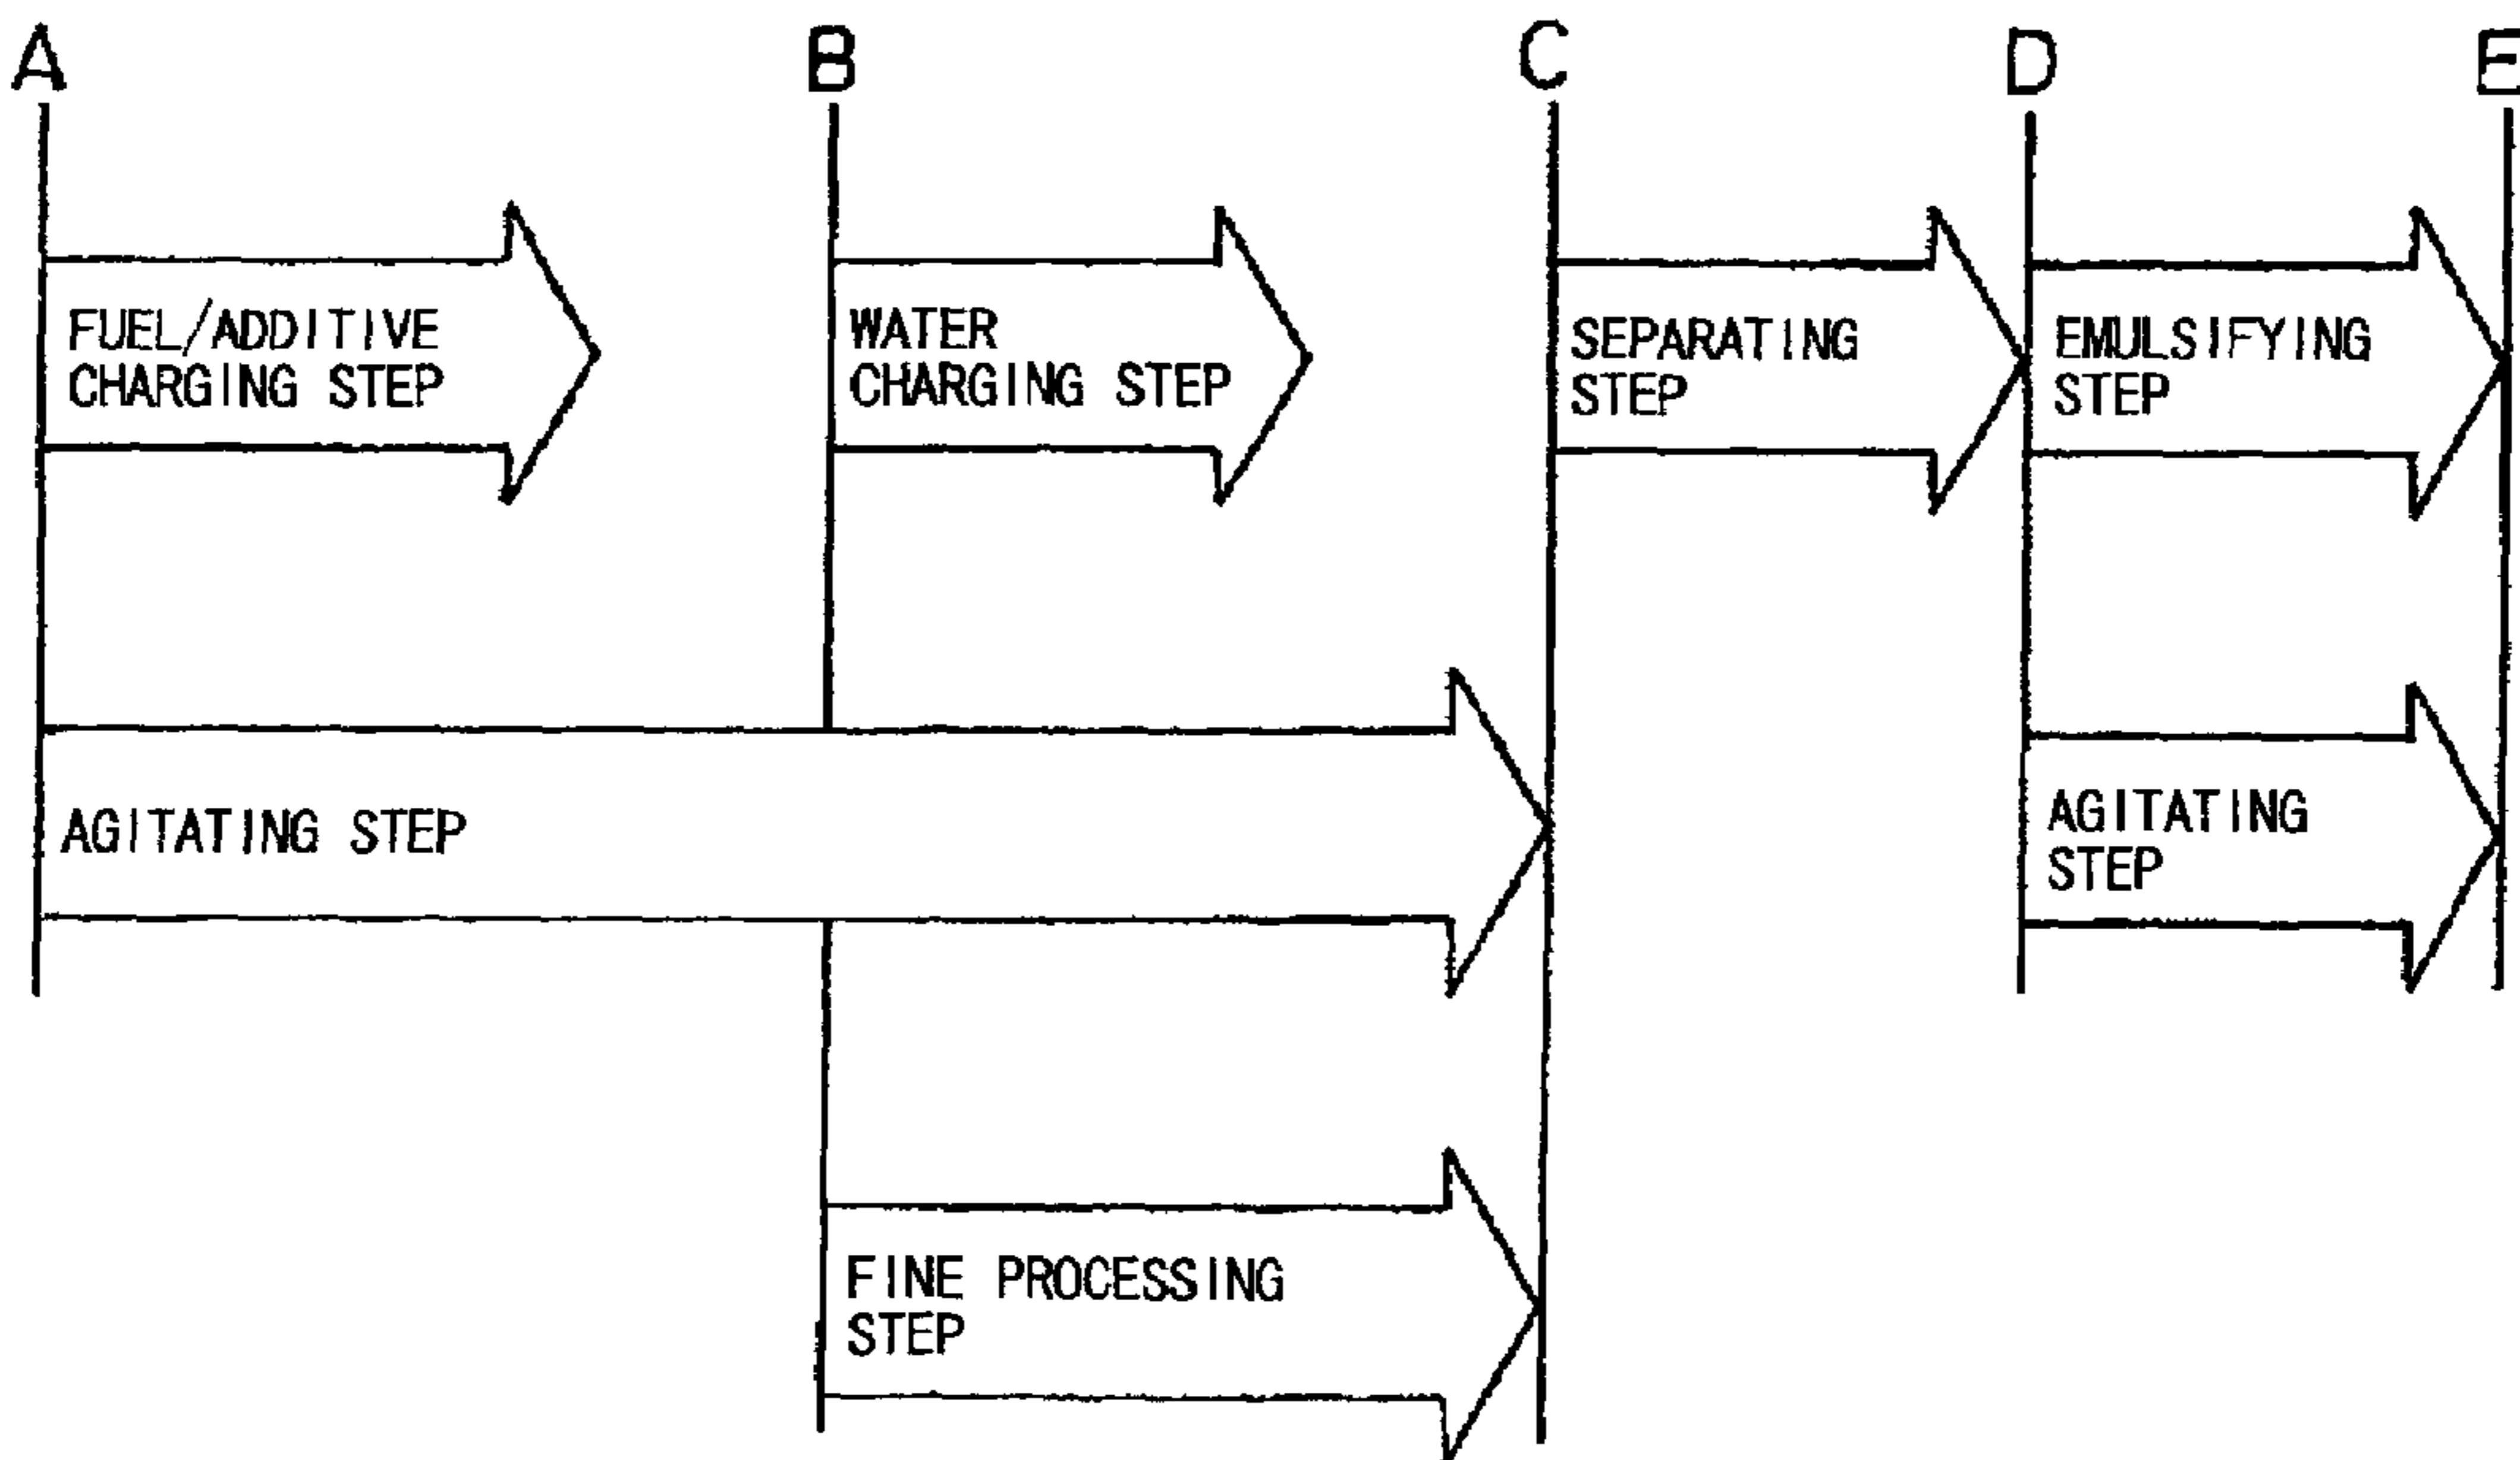 A
B
C
D
E
FUEL/ADDITIVE
CHARGING STEP
WATER
CHARGING STEP
SEPARATING
STEP
EMULSIFYING
STEP
AGITATING STEP
AGITATING
STEP
FINE PROCESSING
STEP